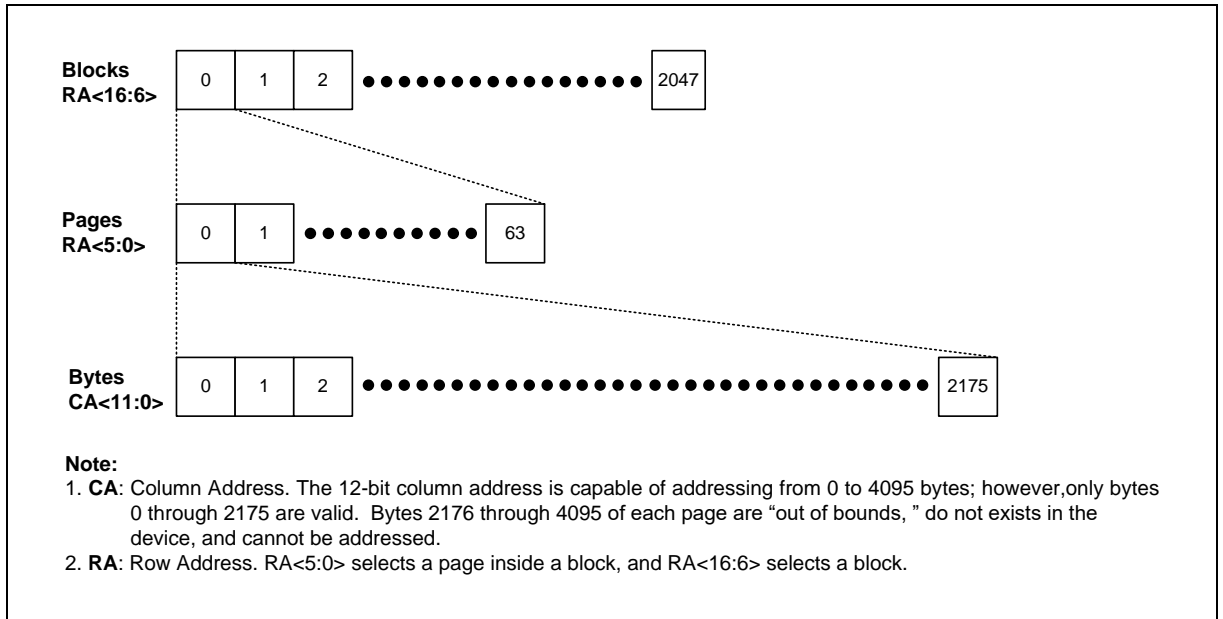 Blocks
RA<16:6>
0 1 2 2047
Pages
RA<5:0>
0 1 63
Bytes
CA<11:0>
0 1 2 2175
Note:
1. CA: Column Address. The 12-bit column address is capable of addressing from 0 to 4095 bytes; however,only bytes
0 through 2175 are valid. Bytes 2176 through 4095 of each page are “out of bounds, ” do not exists in the
device, and cannot be addressed.
2. RA: Row Address. RA<5:0> selects a page inside a block, and RA<16:6> selects a block.